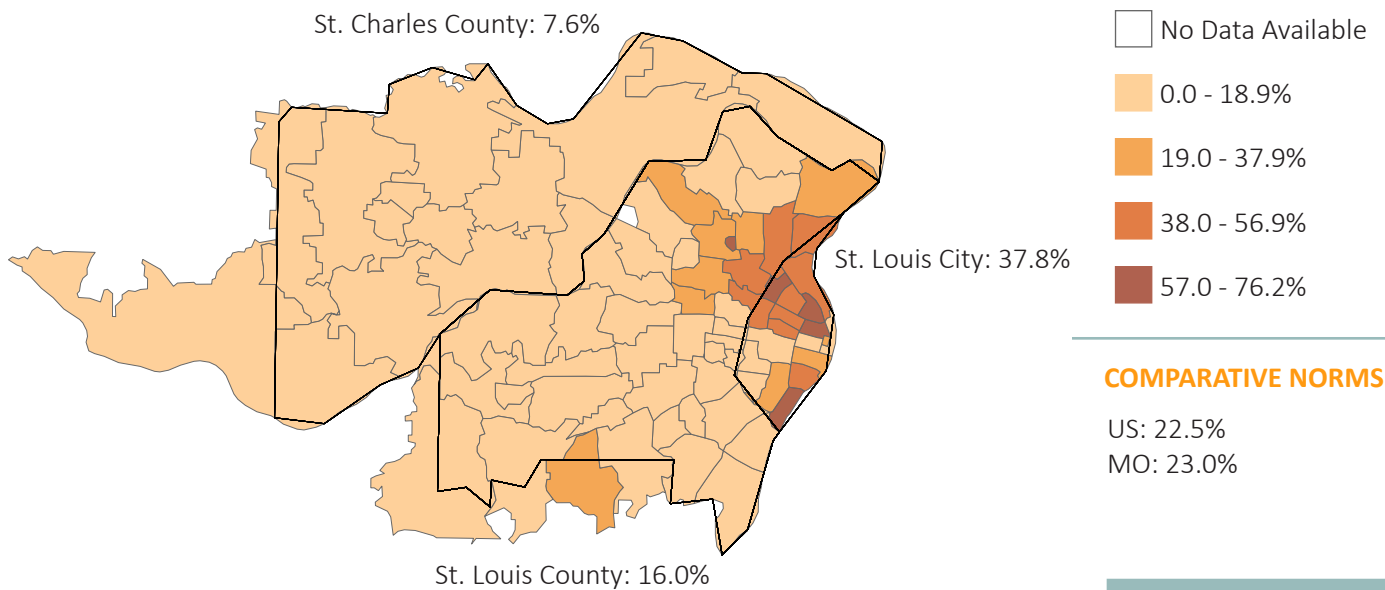 St. Charles County: 7.6%
St. Louis City: 37.8%
St. Louis County: 16.0%
No Data Available
0.0 - 18.9%
19.0 - 37.9%
38.0 - 56.9%
57.0 - 76.2%
COMPARATIVE NORMS
US: 22.5%
MO: 23.0%